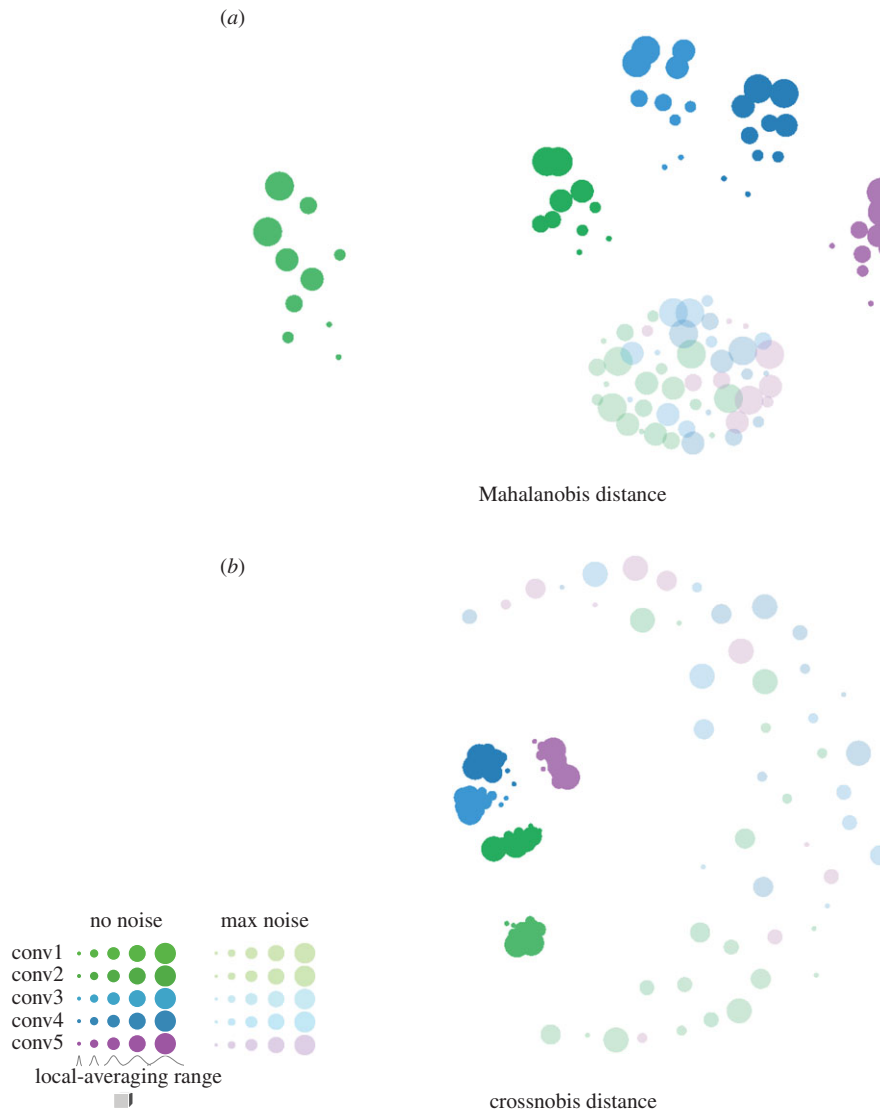 (a)
Mahalanobis distance
(b)
no noise max noise
conv1
conv2
conv3
conv4
conv5
local-averaging range
crossnobis distance